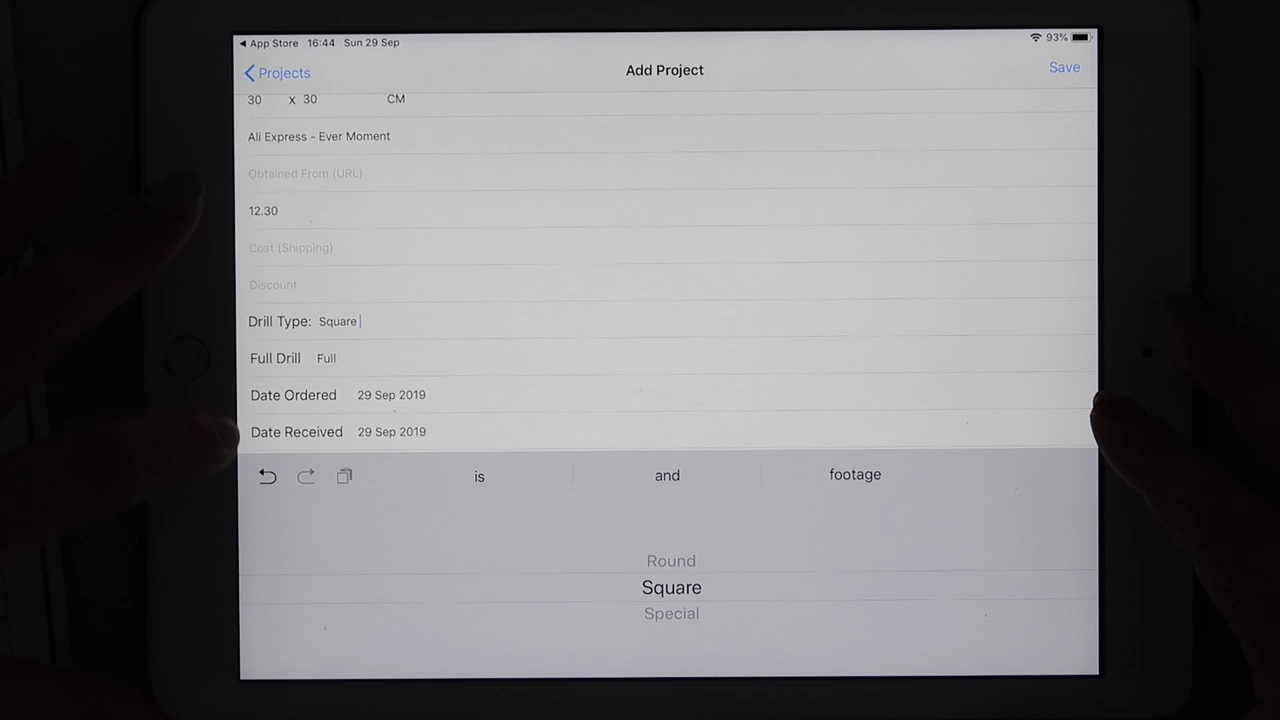 ◀ App Store 16:44 Sun 29 Sep 93%
Projects Add Project Save
30 x 30 CM
Ali Express - Ever Moment
Obtained From (URL)
12.30
Cost (Shipping)
Discount
Drill Type: Square
Full Drill Full
Date Ordered 29 Sep 2019
Date Received 29 Sep 2019
is and footage
Round
Square
Special